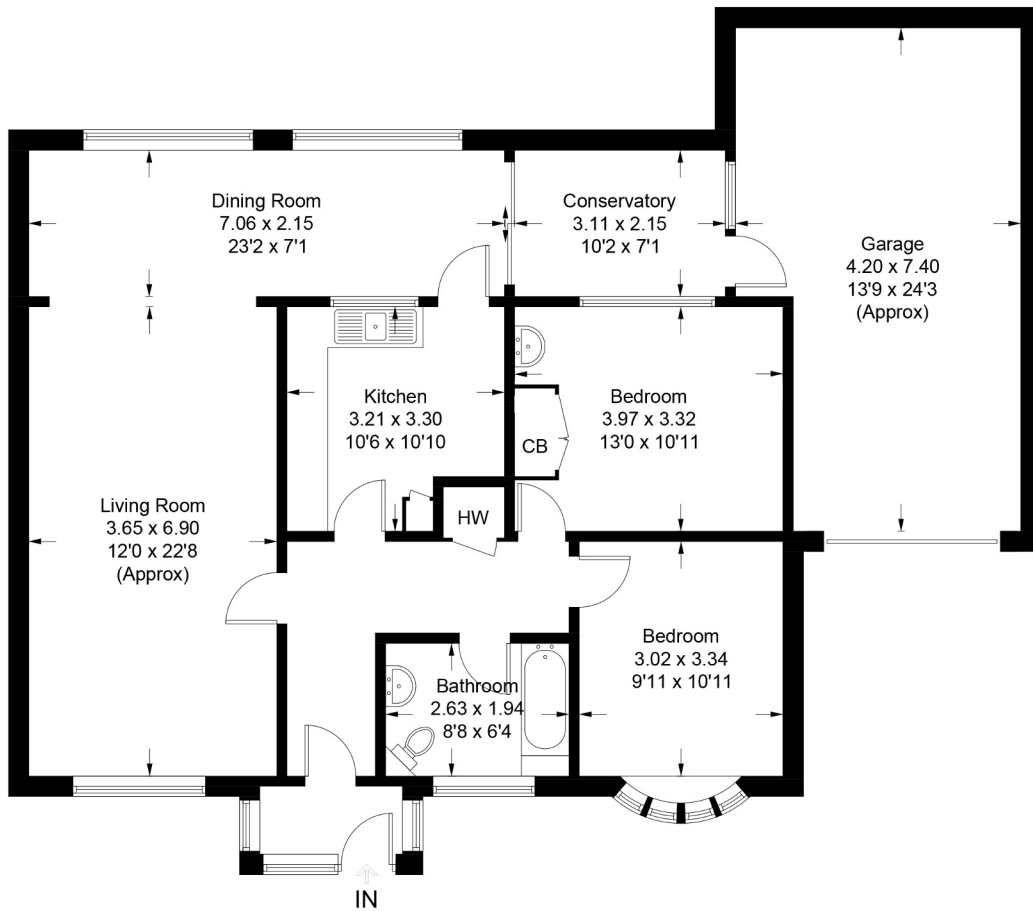 Dining Room
7.06 x 2.15
23'2 x 7'1
Conservatory
3.11 x 2.15
10'2 x 7'1
Garage
4.20 x 7.40
13'9 x 24'3
(Approx)
Kitchen
3.21 x 3.30
10'6 x 10'10
Bedroom
3.97 x 3.32
13'0 x 10'11
CB
Living Room
3.65 x 6.90
12'0 x 22'8
(Approx)
HW
Bedroom
3.02 x 3.34
9'11 x 10'11
Bathroom
2.63 x 1.94
8'8 x 6'4
IN